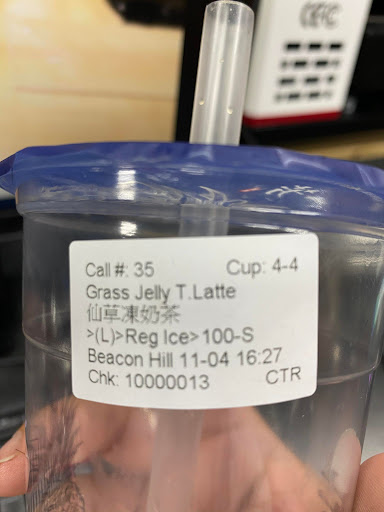 Call #: 35 Cup: 4-4
Grass Jelly T.Latte
仙草凍奶茶
>(L)>Reg Ice>100-S
Beacon Hill 11-04 16:27
Chk: 10000013 CTR